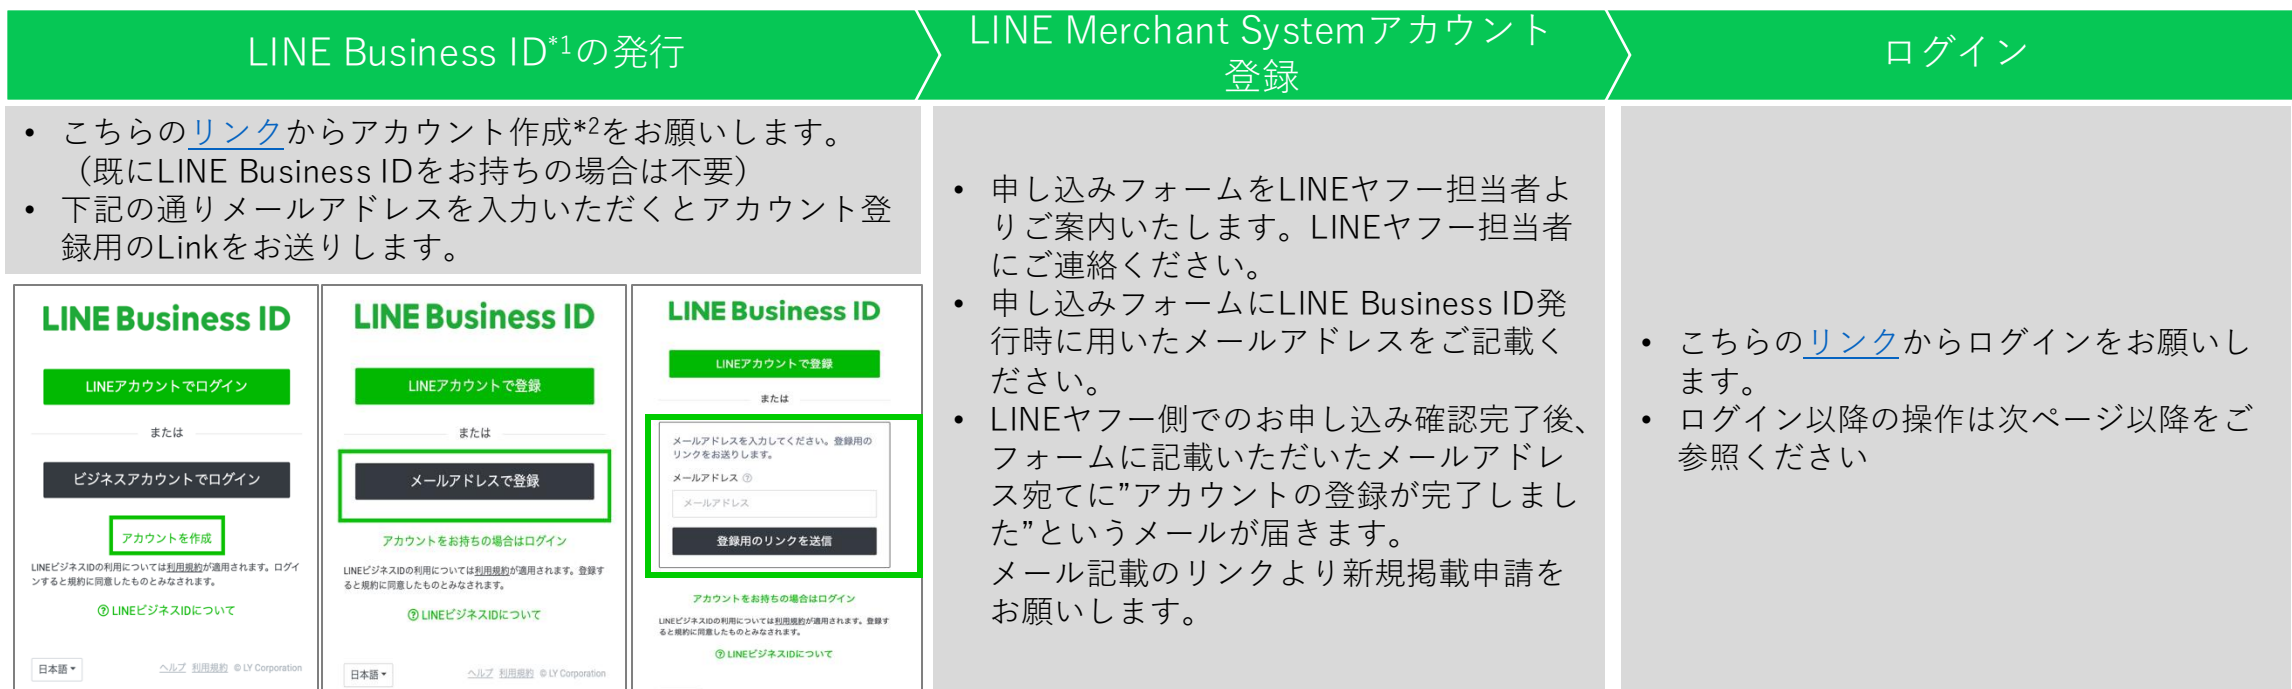 LINE Business ID*1の発行
LINE Merchant Systemアカウント
登録
ログイン
• こちらのリンクからアカウント作成*2をお願いします。
（既にLINE Business IDをお持ちの場合は不要）
• 下記の通りメールアドレスを入力いただくとアカウント登
録用のLinkをお送りします。
LINE Business ID
LINEアカウントでログイン
または
ビジネスアカウントでログイン
アカウントを作成
LINEビジネスIDの利用については利用規約が適用されます。ログイ
ンすると規約に同意したものとみなされます。
? LINEビジネスIDについて
日本語
ヘルプ 利用規約 © LY Corporation
LINE Business ID
LINEアカウントで登録
または
メールアドレスで登録
アカウントをお持ちの場合はログイン
LINEビジネスIDの利用については利用規約が適用されます。登録す
ると規約に同意したものとみなされます。
? LINEビジネスIDについて
日本語
ヘルプ 利用規約 © LY Corporation
LINE Business ID
LINEアカウントで登録
または
メールアドレスを入力してください。登録用の
リンクをお送りします。
メールアドレス ?
メールアドレス
登録用のリンクを送信
アカウントをお持ちの場合はログイン
LINEビジネスIDの利用については利用規約が適用されます。登録す
ると規約に同意したものとみなされます。
? LINEビジネスIDについて
• 申し込みフォームをLINEヤフー担当者よ
りご案内いたします。LINEヤフー担当者
にご連絡ください。
• 申し込みフォームにLINE Business ID発
行時に用いたメールアドレスをご記載く
ださい。
• LINEヤフー側でのお申し込み確認完了後、
フォームに記載いただいたメールアドレ
ス宛てに”アカウントの登録が完了しまし
た”というメールが届きます。
メール記載のリンクより新規掲載申請を
お願いします。
• こちらのリンクからログインをお願いし
ます。
• ログイン以降の操作は次ページ以降をご
参照ください